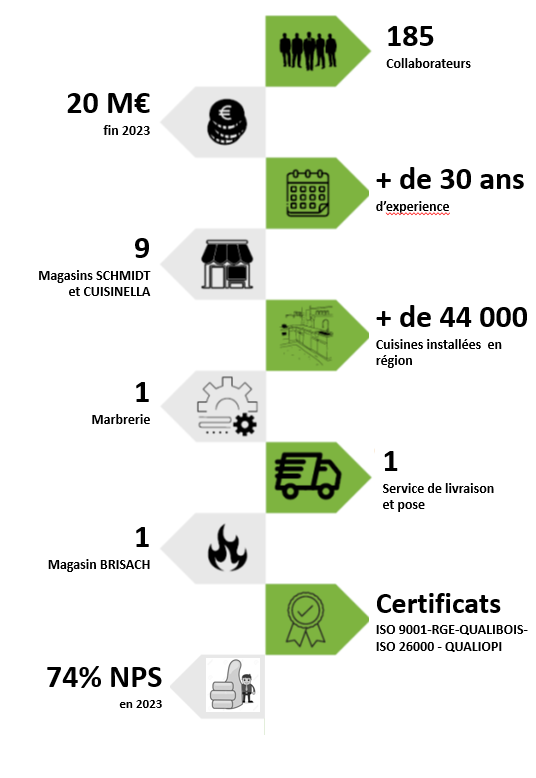 185
Collaborateurs
20 M€
fin 2023
+ de 30 ans
d'experience
9
Magasins SCHMIDT
et CUISINELLA
+ de 44 000
Cuisines installées en
région
1
Marbrerie
1
Service de livraison
et pose
1
Magasin BRISACH
Certificats
ISO 9001-RGE-QUALIBOIS-
ISO 26000 - QUALIOPI
74% NPS
en 2023